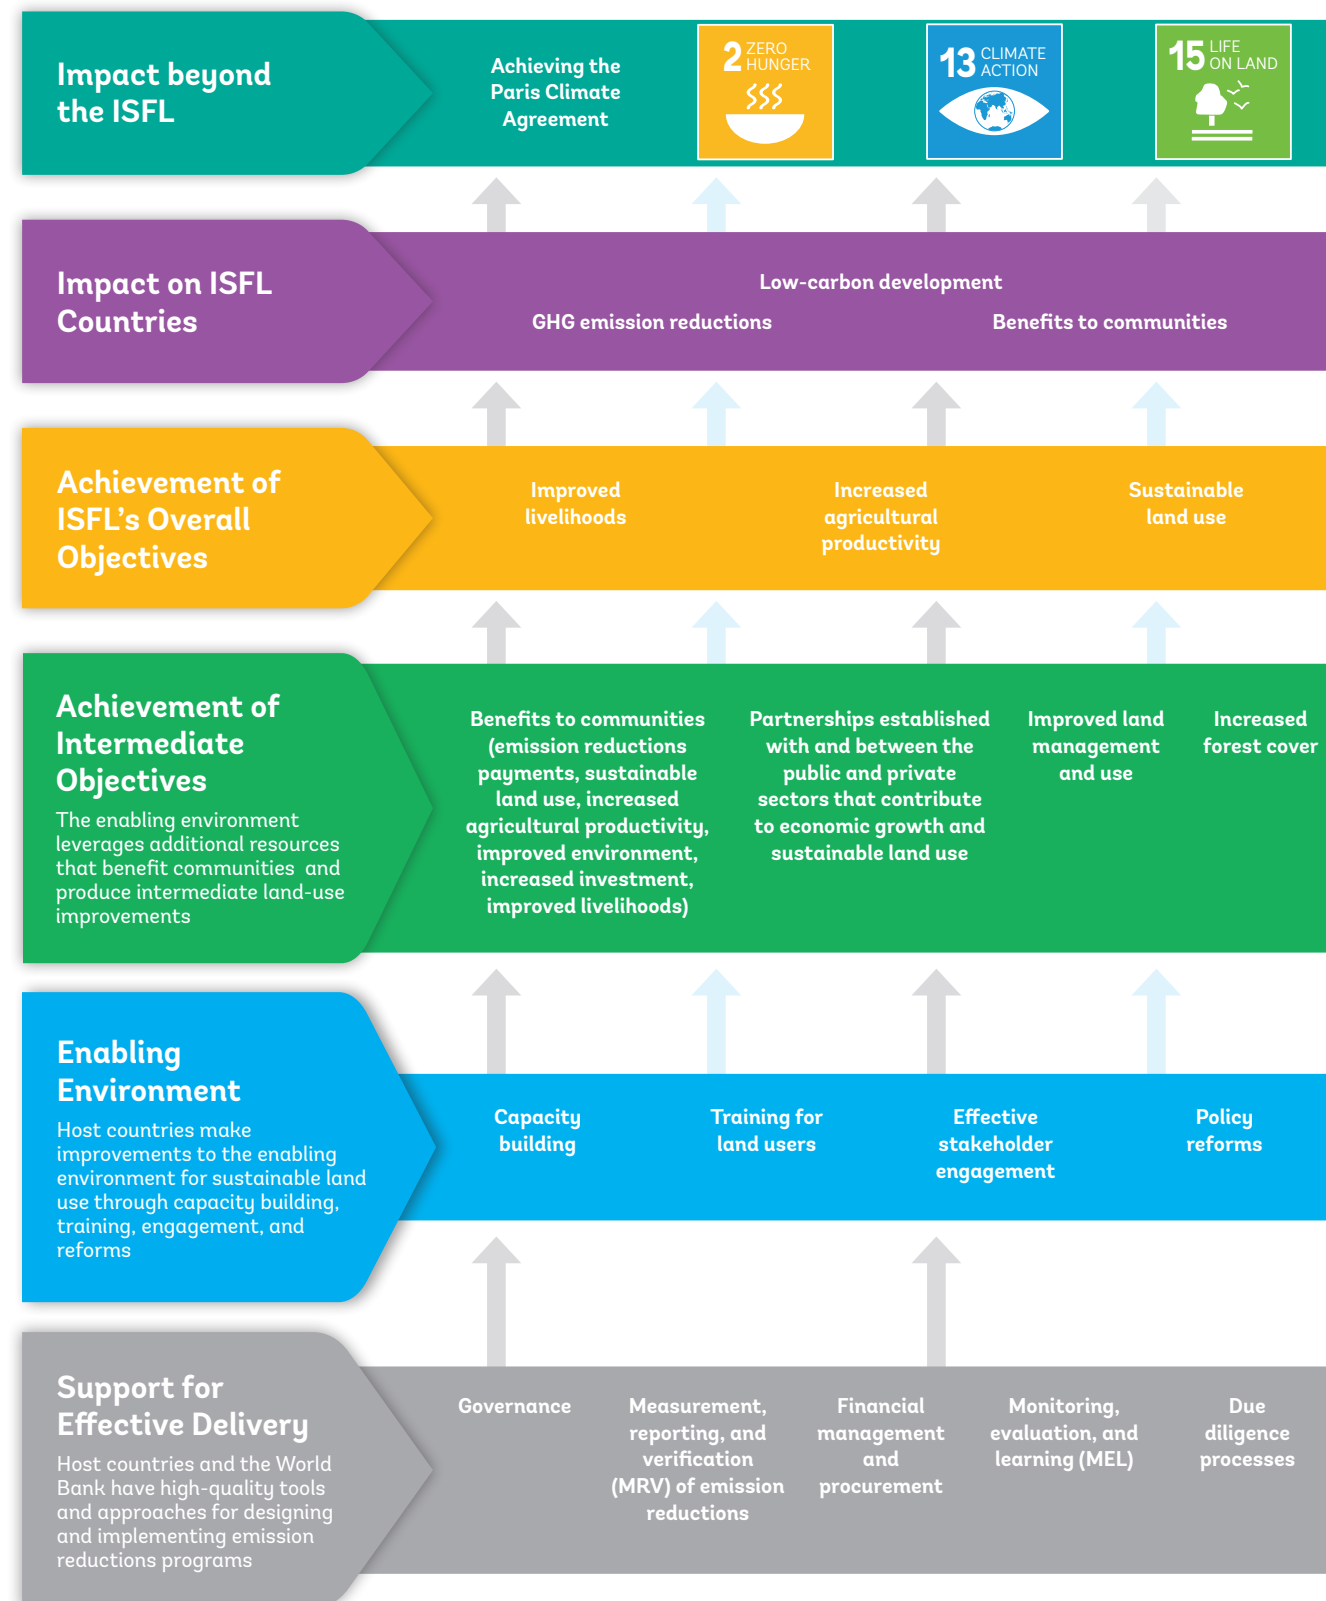 Impact beyond
the ISFL
Achieving the
Paris Climate
Agreement
2 ZERO
HUNGER
13 CLIMATE
ACTION
15 LIFE
ON LAND
Impact on ISFL
Countries
Low-carbon development
GHG emission reductions
Benefits to communities
Achievement of
ISFL’s Overall
Objectives
Improved
livelihoods
Increased
agricultural
productivity
Sustainable
land use
Achievement of
Intermediate
Objectives
The enabling environment
leverages additional resources
that benefit communities and
produce intermediate land-use
improvements
Benefits to communities
(emission reductions
payments, sustainable
land use, increased
agricultural productivity,
improved environment,
increased investment,
improved livelihoods)
Partnerships established
with and between the
public and private
sectors that contribute
to economic growth and
sustainable land use
Improved land
management
and use
Increased
forest cover
Enabling
Environment
Host countries make
improvements to the enabling
environment for sustainable land
use through capacity building,
training, engagement, and
reforms
Capacity
building
Training for
land users
Effective
stakeholder
engagement
Policy
reforms
Support for
Effective Delivery
Host countries and the World
Bank have high-quality tools
and approaches for designing
and implementing emission
reductions programs
Governance
Measurement,
reporting, and
verification
(MRV) of emission
reductions
Financial
management
and
procurement
Monitoring,
evaluation, and
learning (MEL)
Due
diligence
processes